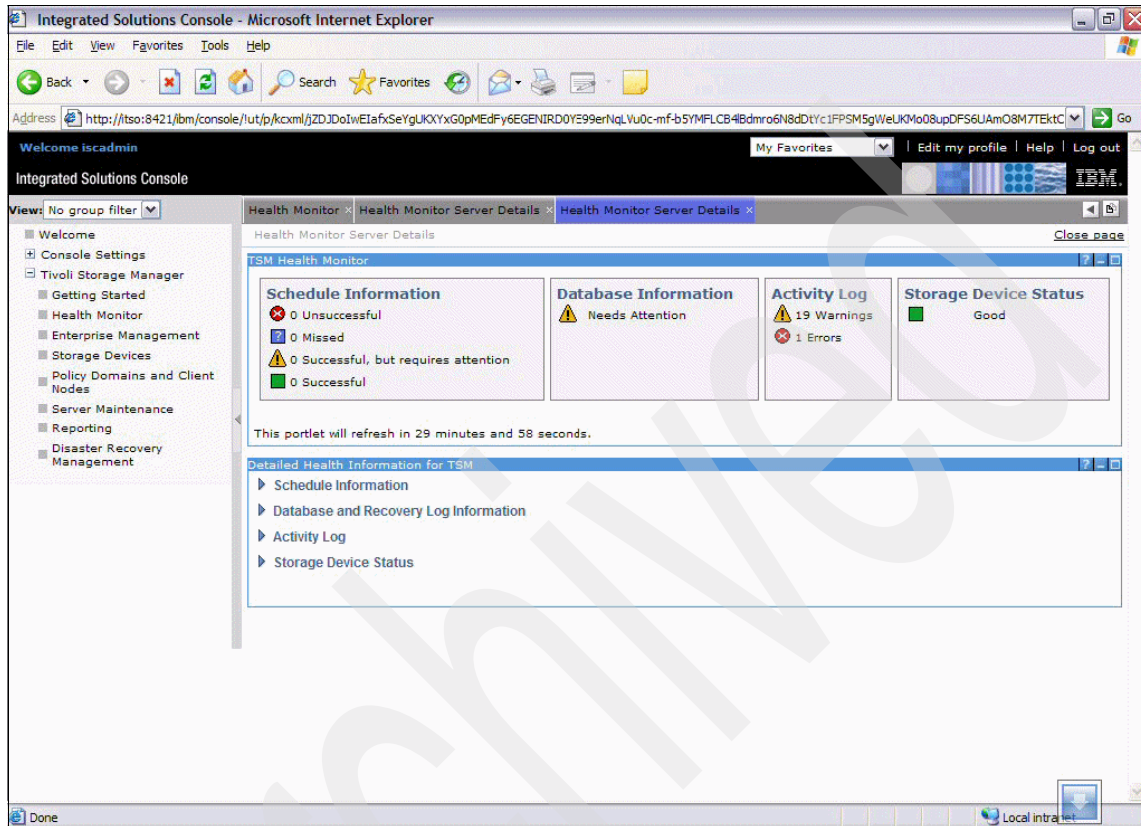 Integrated Solutions Console - Microsoft Internet Explorer
File Edit View Favorites Tools Help
Back Search Favorites
Address http://itso:8421/ibm/console/!ut/p/kcxml/ Go
Welcome iscadmin My Favorites Edit my profile Help Log out
Integrated Solutions Console IBM.
View: No group filter
Health Monitor Health Monitor Server Details Health Monitor Server Details
Welcome
Console Settings
Tivoli Storage Manager
Getting Started
Health Monitor
Enterprise Management
Storage Devices
Policy Domains and Client
Nodes
Server Maintenance
Reporting
Disaster Recovery
Management
Health Monitor Server Details Close page
TSM Health Monitor
Schedule Information
0 Unsuccessful
0 Missed
0 Successful, but requires attention
0 Successful
Database Information
Needs Attention
Activity Log
19 Warnings
1 Errors
Storage Device Status
Good
This portlet will refresh in 29 minutes and 58 seconds.
Detailed Health Information for TSM
Schedule Information
Database and Recovery Log Information
Activity Log
Storage Device Status
Done Local intranet